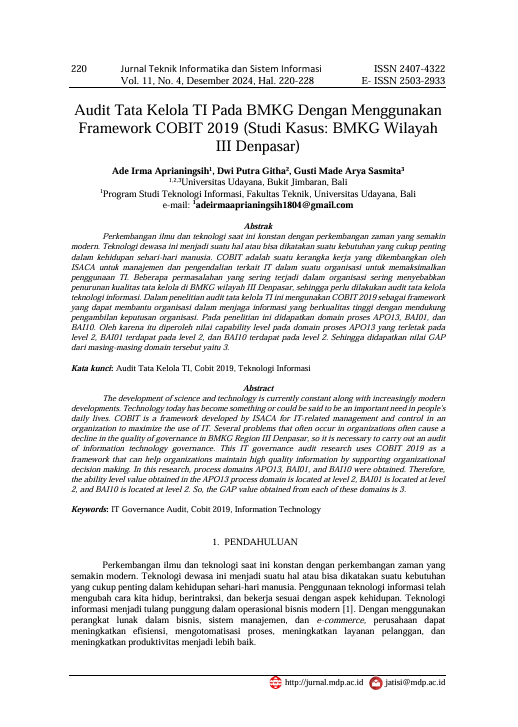 220 Jurnal Teknik Informatika dan Sistem Informasi ISSN 2407-4322
Vol. 11, No. 4, Desember 2024, Hal. 220-228 E- ISSN 2503-2933
Audit Tata Kelola TI Pada BMKG Dengan Menggunakan
Framework COBIT 2019 (Studi Kasus: BMKG Wilayah
III Denpasar)
Ade Irma Aprianingsih¹, Dwi Putra Githa², Gusti Made Arya Sasmita³
¹,²,³Universitas Udayana, Bukit Jimbaran, Bali
¹Program Studi Teknologi Informasi, Fakultas Teknik, Universitas Udayana, Bali
e-mail: ¹adeirmaaprianingsih1804@gmail.com
Abstrak
Perkembangan ilmu dan teknologi saat ini konstan dengan perkembangan zaman yang semakin
modern. Teknologi dewasa ini menjadi suatu hal atau bisa dikatakan suatu kebutuhan yang cukup penting
dalam kehidupan sehari-hari manusia. COBIT adalah suatu kerangka kerja yang dikembangkan oleh
ISACA untuk manajemen dan pengendalian terkait IT dalam suatu organisasi untuk memaksimalkan
penggunaan TI. Beberapa permasalahan yang sering terjadi dalam organisasi sering menyebabkan
penurunan kualitas tata kelola di BMKG wilayah III Denpasar, sehingga perlu dilakukan audit tata kelola
teknologi informasi. Dalam penelitian audit tata kelola TI ini mengunakan COBIT 2019 sebagai framework
yang dapat membantu organisasi dalam menjaga informasi yang berkualitas tinggi dengan mendukung
pengambilan keputusan organisasi. Pada penelitian ini didapatkan domain proses APO13, BAI01, dan
BAI10. Oleh karena itu diperoleh nilai capability level pada domain proses APO13 yang terletak pada
level 2, BAI01 terdapat pada level 2, dan BAI10 terdapat pada level 2. Sehingga didapatkan nilai GAP
dari masing-masing domain tersebut yaitu 3.
Kata kunci: Audit Tata Kelola TI, Cobit 2019, Teknologi Informasi
Abstract
The development of science and technology is currently constant along with increasingly modern
developments. Technology today has become something or could be said to be an important need in people's
daily lives. COBIT is a framework developed by ISACA for IT-related management and control in an
organization to maximize the use of IT. Several problems that often occur in organizations often cause a
decline in the quality of governance in BMKG Region III Denpasar, so it is necessary to carry out an audit
of information technology governance. This IT governance audit research uses COBIT 2019 as a
framework that can help organizations maintain high quality information by supporting organizational
decision making. In this research, process domains APO13, BAI01, and BAI10 were obtained. Therefore,
the ability level value obtained in the APO13 process domain is located at level 2, BAI01 is located at level
2, and BAI10 is located at level 2. So, the GAP value obtained from each of these domains is 3.
Keywords: IT Governance Audit, Cobit 2019, Information Technology
1. PENDAHULUAN
Perkembangan ilmu dan teknologi saat ini konstan dengan perkembangan zaman yang
semakin modern. Teknologi dewasa ini menjadi suatu hal atau bisa dikatakan suatu kebutuhan
yang cukup penting dalam kehidupan sehari-hari manusia. Penggunaan teknologi informasi telah
mengubah cara kita hidup, berintraksi, dan bekerja sesuai dengan aspek kehidupan. Teknologi
informasi menjadi tulang punggung dalam operasional bisnis modern [1]. Dengan menggunakan
perangkat lunak dalam bisnis, sistem manajemen, dan e-commerce, perusahaan dapat
meningkatkan efisiensi, mengotomatisasi proses, meningkatkan layanan pelanggan, dan
meningkatkan produktivitas menjadi lebih baik.
http://jurnal.mdp.ac.id jatisi@mdp.ac.id